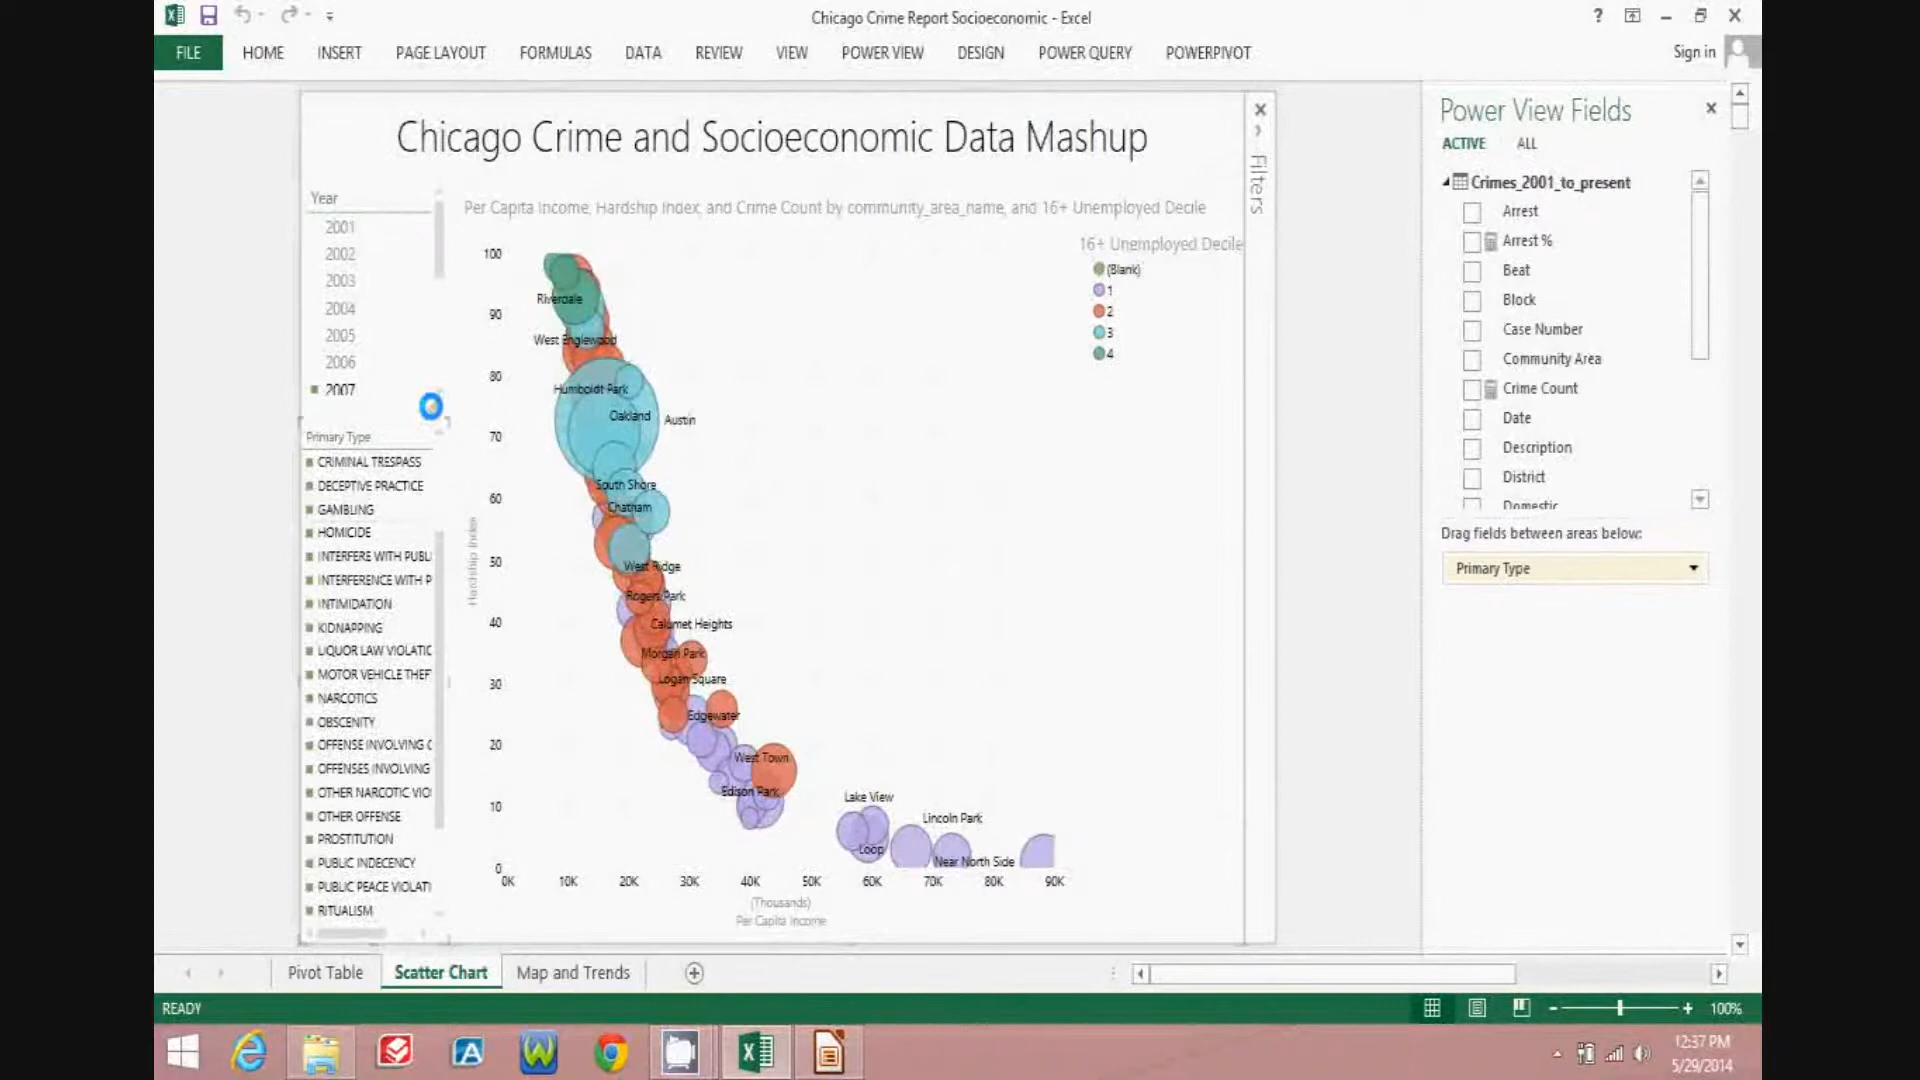 Chicago Crime Report Socioeconomic - Excel
?
FILE HOME INSERT PAGE LAYOUT FORMULAS DATA REVIEW VIEW POWER VIEW DESIGN POWER QUERY POWERPIVOT
Sign in
Chicago Crime and Socioeconomic Data Mashup
Filters
Year
2001
2002
2003
2004
2005
2006
2007
Primary Type
CRIMINAL TRESPASS
DECEPTIVE PRACTICE
GAMBLING
HOMICIDE
INTERFERE WITH PUBL
INTERFERENCE WITH P
INTIMIDATION
KIDNAPPING
LIQUOR LAW VIOLATIC
MOTOR VEHICLE THEF
NARCOTICS
OBSCENITY
OFFENSE INVOLVING C
OFFENSES INVOLVING
OTHER NARCOTIC VIO
OTHER OFFENSE
PROSTITUTION
PUBLIC INDECENCY
PUBLIC PEACE VIOLATI
RITUALISM
Per Capita Income, Hardship Index, and Crime Count by community_area_name, and 16+ Unemployed Decile
16+ Unemployed Decile
(Blank)
1
2
3
4
100
90
80
70
60
50
40
30
20
10
0
Hardship Index
Riverdale
West Englewood
Humboldt Park
Oakland
Austin
South Shore
Chatham
West Ridge
Rogers Park
Calumet Heights
Morgan Park
Logan Square
Edgewater
West Town
Edison Park
Lake View
Lincoln Park
Loop
Near North Side
0K 10K 20K 30K 40K 50K 60K 70K 80K 90K
(Thousands)
Per Capita Income
Power View Fields
ACTIVE ALL
Crimes_2001_to_present
Arrest
Arrest %
Beat
Block
Case Number
Community Area
Crime Count
Date
Description
District
Domestic
Drag fields between areas below:
Primary Type
Pivot Table Scatter Chart Map and Trends
READY
100%
12:37 PM
5/29/2014